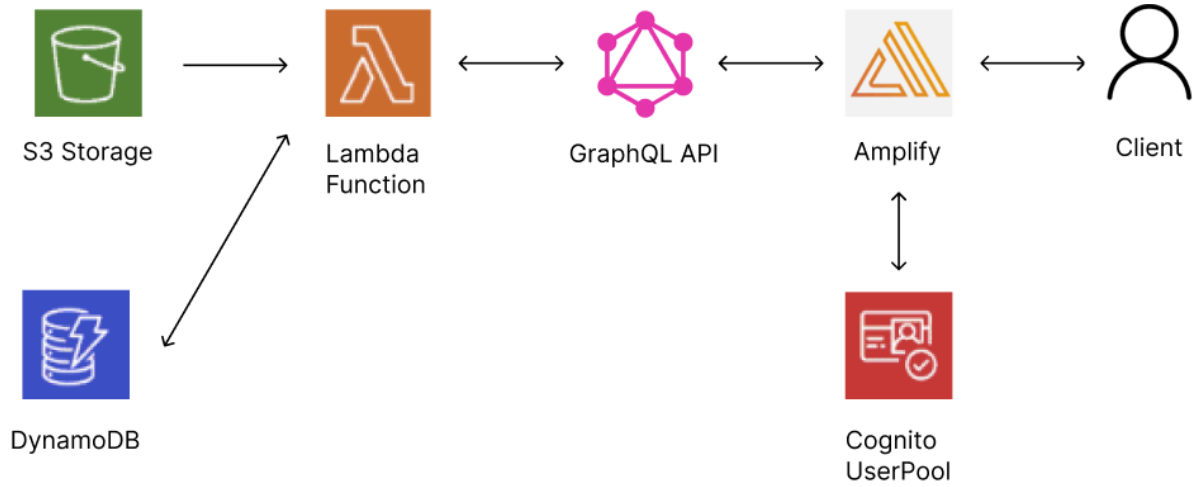 S3 Storage
Lambda
Function
GraphQL API
Amplify
Client
DynamoDB
Cognito
UserPool